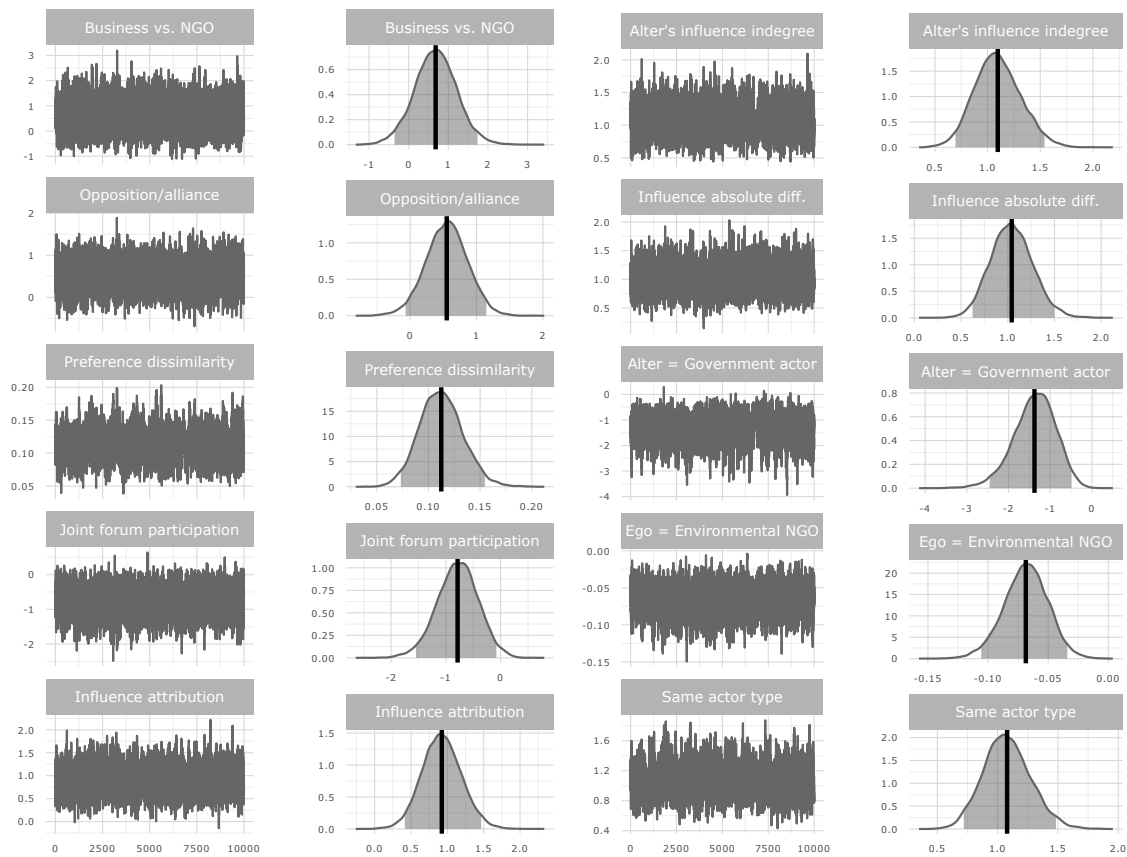 Business vs. NGO
3
2
1
0
-1
Opposition/alliance
2
1
0
Preference dissimilarity
0.20
0.15
0.10
0.05
Joint forum participation
0
-1
-2
Influence attribution
2.0
1.5
1.0
0.5
0.0
0 2500 5000 7500 10000
Business vs. NGO
0.6
0.4
0.2
0.0
-1 0 1 2 3
Opposition/alliance
1.0
0.5
0.0
0 1 2
Preference dissimilarity
15
10
5
0
0.05 0.10 0.15 0.20
Joint forum participation
1.00
0.75
0.50
0.25
0.00
-2 -1 0
Influence attribution
1.5
1.0
0.5
0.0
0.0 0.5 1.0 1.5 2.0
Alter's influence indegree
2.0
1.5
1.0
0.5
Influence absolute diff.
2.0
1.5
1.0
0.5
Alter = Government actor
0
-1
-2
-3
-4
Ego = Environmental NGO
0.00
-0.05
-0.10
-0.15
Same actor type
1.6
1.2
0.8
0.4
0 2500 5000 7500 10000
Alter's influence indegree
1.5
1.0
0.5
0.0
0.5 1.0 1.5 2.0
Influence absolute diff.
1.5
1.0
0.5
0.0
0.0 0.5 1.0 1.5 2.0
Alter = Government actor
0.8
0.6
0.4
0.2
0.0
-4 -3 -2 -1 0
Ego = Environmental NGO
20
15
10
5
0
-0.15 -0.10 -0.05 0.00
Same actor type
2.0
1.5
1.0
0.5
0.0
0.5 1.0 1.5 2.0